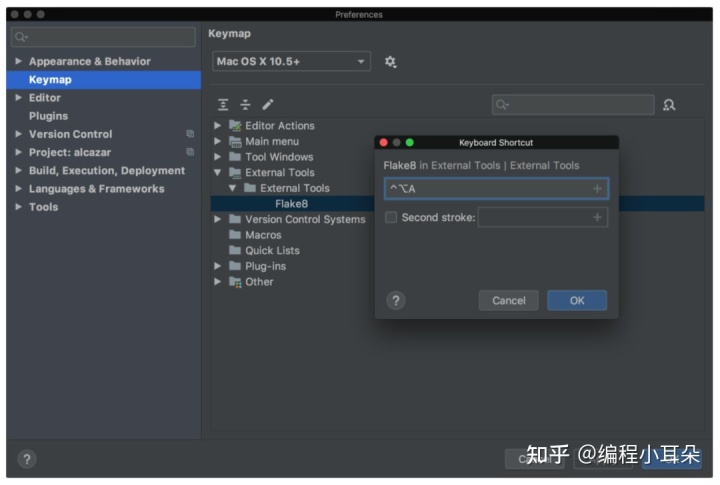 Preferences
Keymap
Mac OS X 10.5+
Appearance & Behavior
Keymap
Editor
Plugins
Version Control
Project: alcazar
Build, Execution, Deployment
Languages & Frameworks
Tools
Editor Actions
Main menu
Tool Windows
External Tools
External Tools
Flake8
Version Control Systems
Macros
Quick Lists
Plug-ins
Other
Keyboard Shortcut
Flake8 in External Tools | External Tools
^⌥A
Second stroke:
?
Cancel
OK
?
知乎 @编程小耳朵